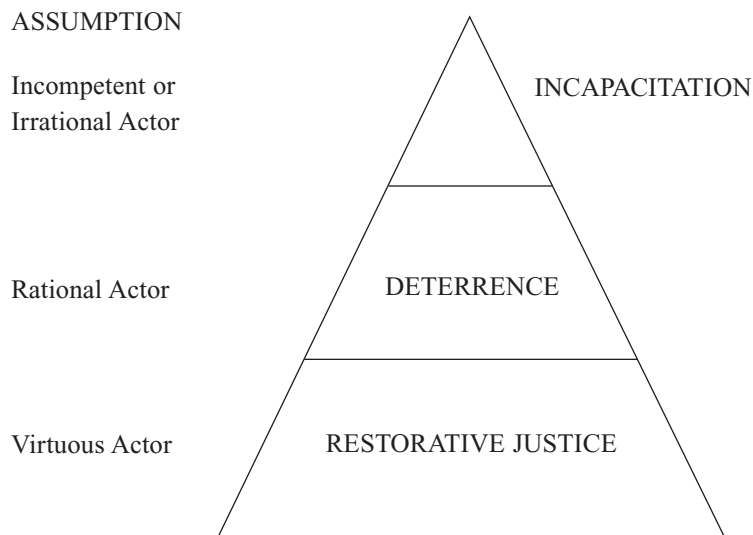 ASSUMPTION
Incompetent or
Irrational Actor
INCAPACITATION
Rational Actor
DETERRENCE
Virtuous Actor
RESTORATIVE JUSTICE